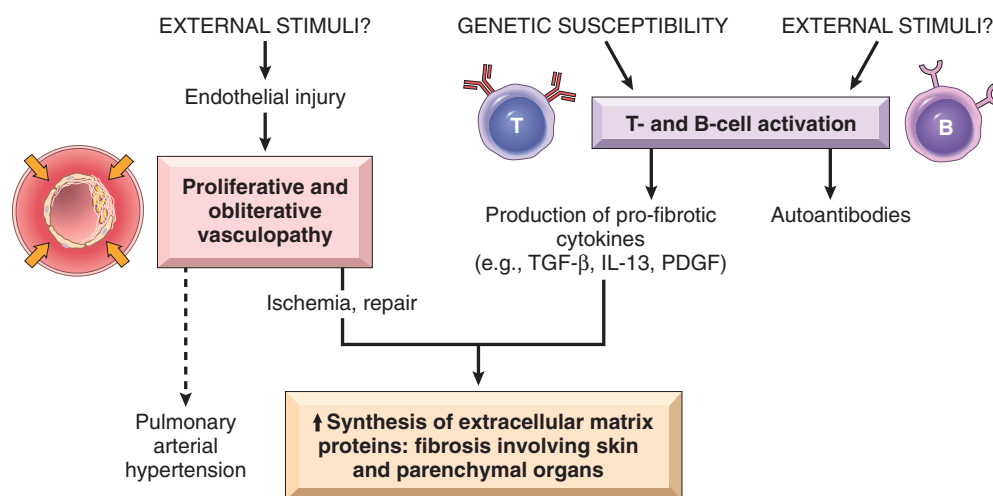 EXTERNAL STIMULI?
Endothelial injury
Proliferative and
obliterative
vasculopathy
Ischemia, repair
Pulmonary
arterial
hypertension
GENETIC SUSCEPTIBILITY
EXTERNAL STIMULI?
T
T- and B-cell activation
B
Production of pro-fibrotic
cytokines
(e.g., TGF-β, IL-13, PDGF)
Autoantibodies
Synthesis of extracellular matrix
proteins: fibrosis involving skin
and parenchymal organs